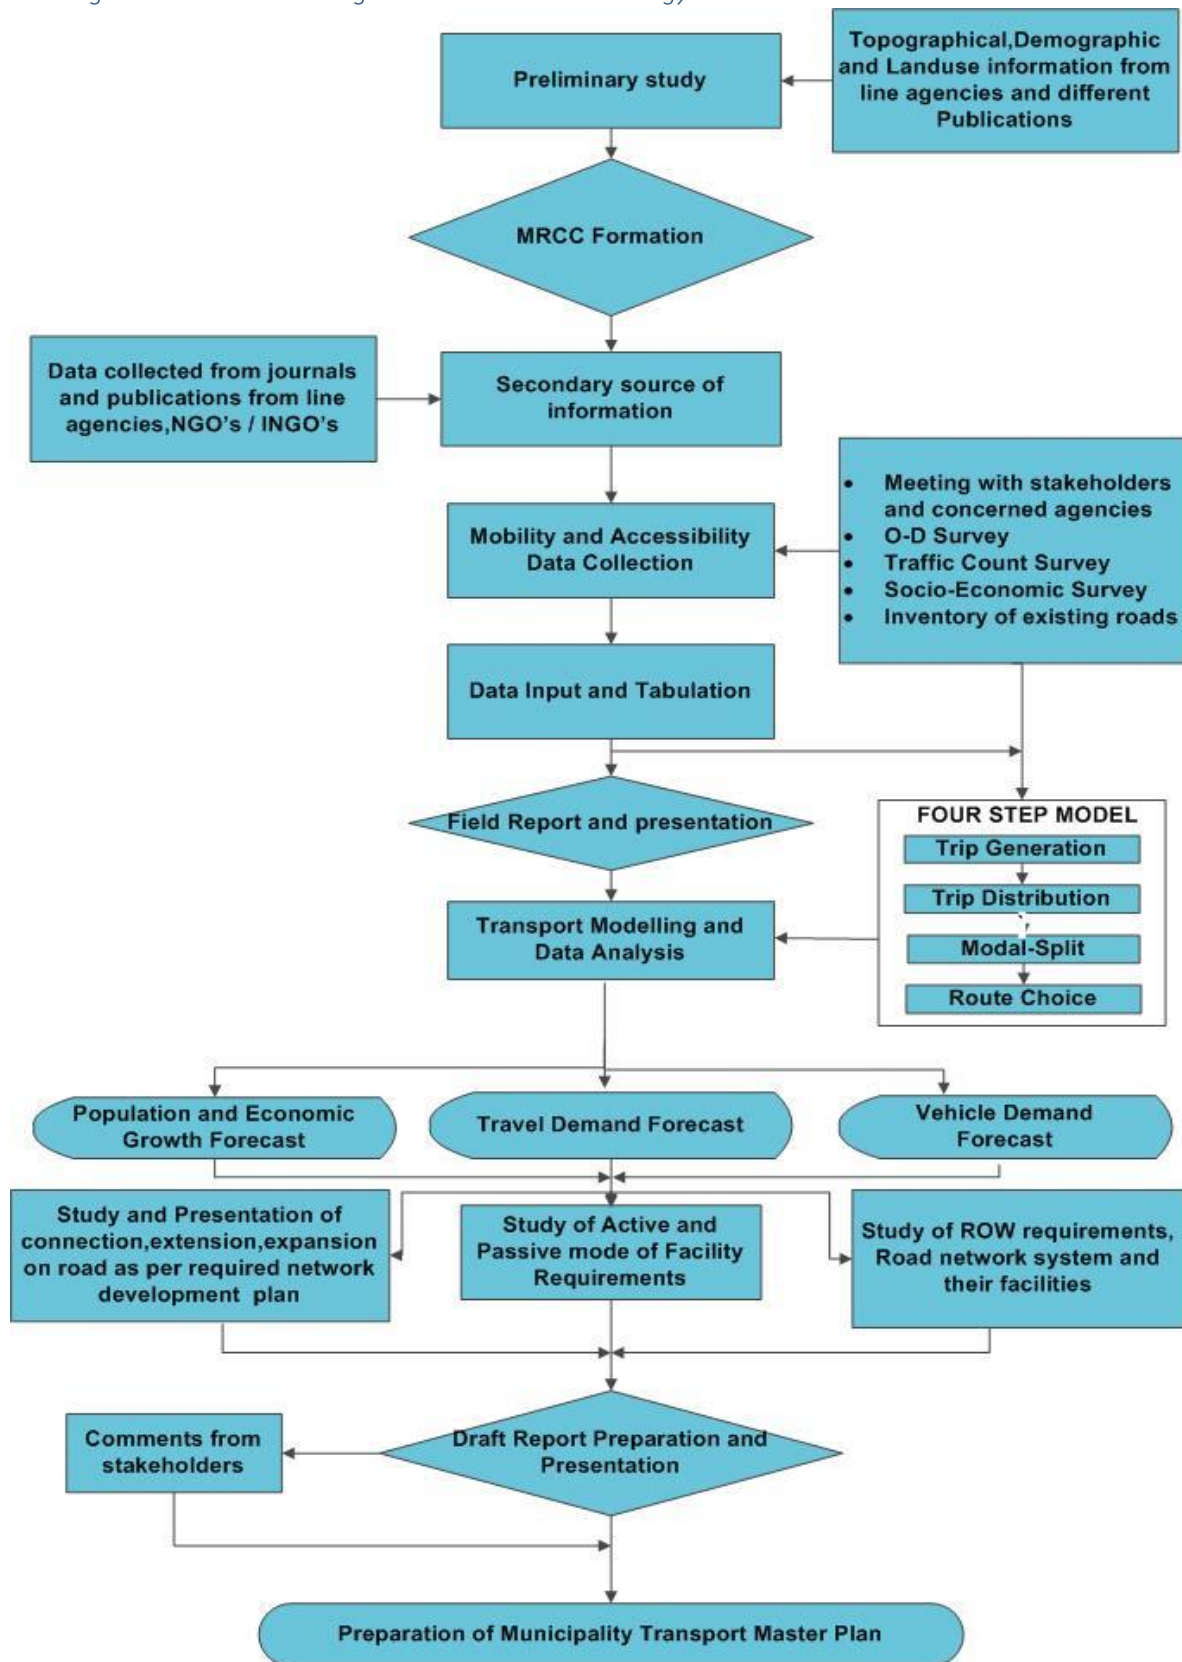 Preliminary study
Topographical,Demographic
and Landuse information from
line agencies and different
Publications
MRCC Formation
Data collected from journals
and publications from line
agencies,NGO's / INGO's
Secondary source of
information
Mobility and Accessibility
Data Collection
• Meeting with stakeholders
and concerned agencies
• O-D Survey
• Traffic Count Survey
• Socio-Economic Survey
• Inventory of existing roads
Data Input and Tabulation
Field Report and presentation
FOUR STEP MODEL
Trip Generation
Trip Distribution
Modal-Split
Route Choice
Transport Modelling and
Data Analysis
Population and Economic
Growth Forecast
Travel Demand Forecast
Vehicle Demand
Forecast
Study and Presentation of
connection,extension,expansion
on road as per required network
development plan
Study of Active and
Passive mode of Facility
Requirements
Study of ROW requirements,
Road network system and
their facilities
Draft Report Preparation and
Presentation
Comments from
stakeholders
Preparation of Municipality Transport Master Plan